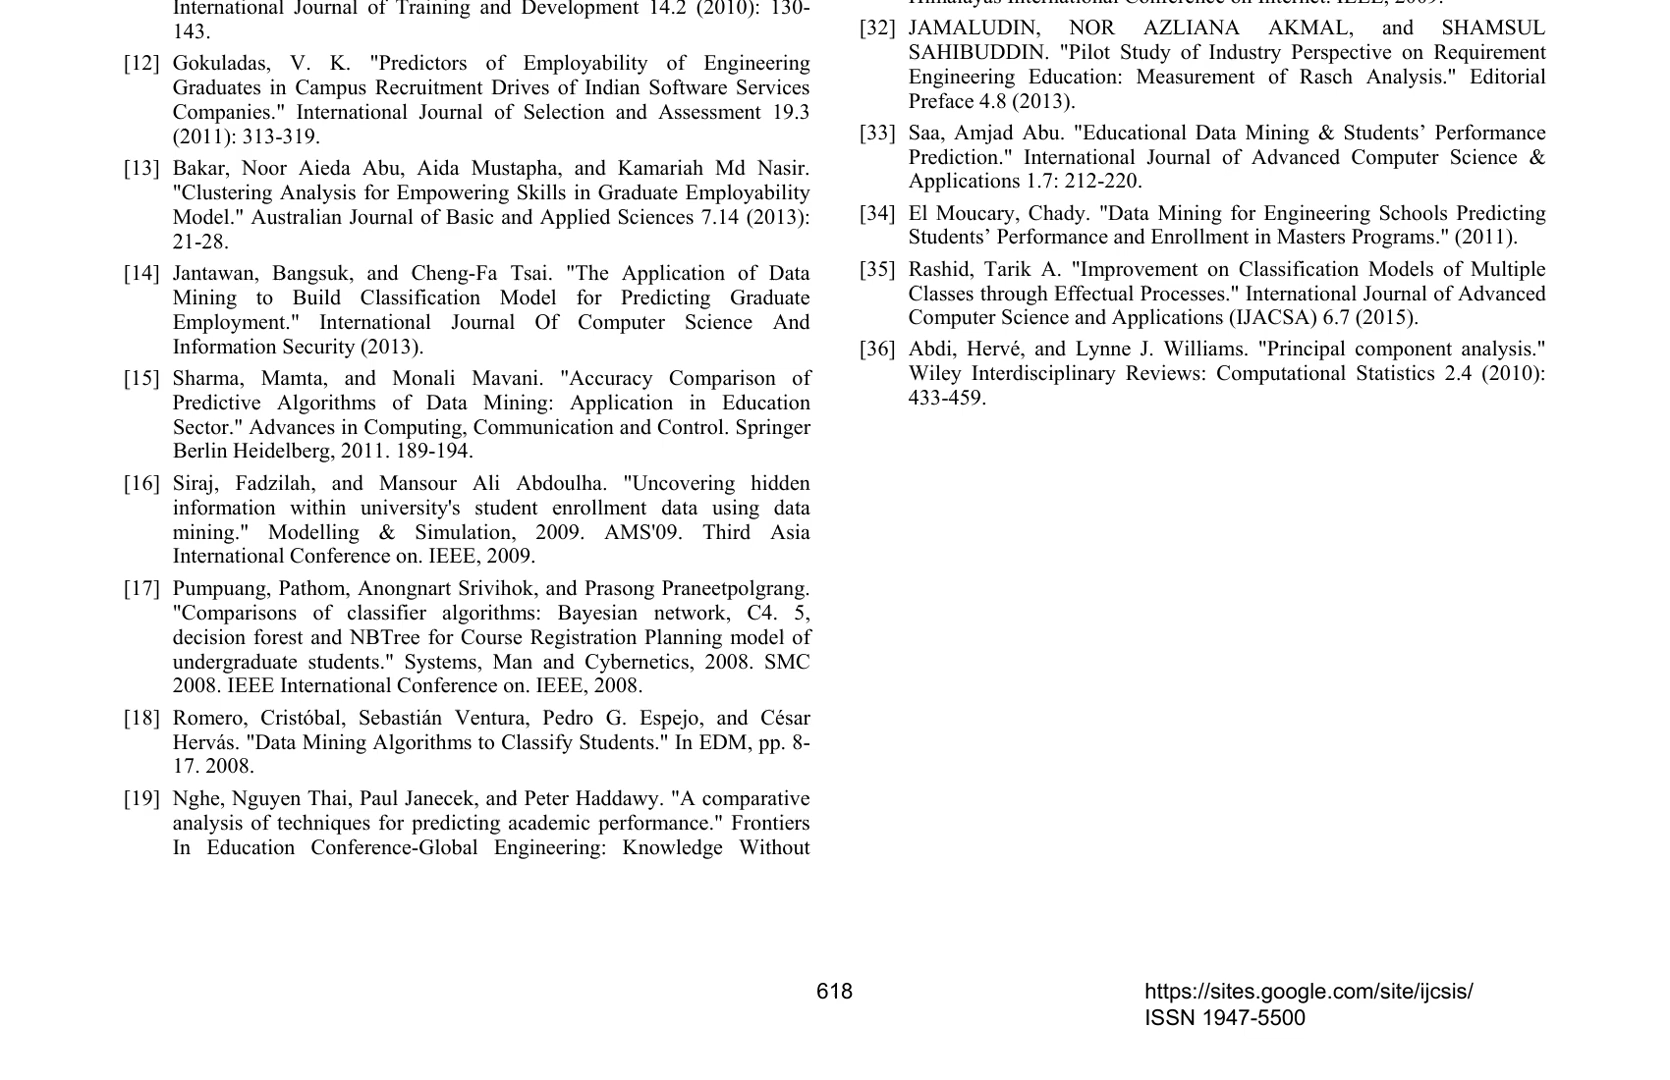 International Journal of Training and Development 14.2 (2010): 130-
143.
[12] Gokuladas, V. K. "Predictors of Employability of Engineering
Graduates in Campus Recruitment Drives of Indian Software Services
Companies." International Journal of Selection and Assessment 19.3
(2011): 313-319.
[13] Bakar, Noor Aieda Abu, Aida Mustapha, and Kamariah Md Nasir.
"Clustering Analysis for Empowering Skills in Graduate Employability
Model." Australian Journal of Basic and Applied Sciences 7.14 (2013):
21-28.
[14] Jantawan, Bangsuk, and Cheng-Fa Tsai. "The Application of Data
Mining to Build Classification Model for Predicting Graduate
Employment." International Journal Of Computer Science And
Information Security (2013).
[15] Sharma, Mamta, and Monali Mavani. "Accuracy Comparison of
Predictive Algorithms of Data Mining: Application in Education
Sector." Advances in Computing, Communication and Control. Springer
Berlin Heidelberg, 2011. 189-194.
[16] Siraj, Fadzilah, and Mansour Ali Abdoulha. "Uncovering hidden
information within university's student enrollment data using data
mining." Modelling & Simulation, 2009. AMS'09. Third Asia
International Conference on. IEEE, 2009.
[17] Pumpuang, Pathom, Anongnart Srivihok, and Prasong Praneetpolgrang.
"Comparisons of classifier algorithms: Bayesian network, C4. 5,
decision forest and NBTree for Course Registration Planning model of
undergraduate students." Systems, Man and Cybernetics, 2008. SMC
2008. IEEE International Conference on. IEEE, 2008.
[18] Romero, Cristóbal, Sebastián Ventura, Pedro G. Espejo, and César
Hervás. "Data Mining Algorithms to Classify Students." In EDM, pp. 8-
17. 2008.
[19] Nghe, Nguyen Thai, Paul Janecek, and Peter Haddawy. "A comparative
analysis of techniques for predicting academic performance." Frontiers
In Education Conference-Global Engineering: Knowledge Without
Himalayas International Conference on Internet. IEEE, 2009.
[32] JAMALUDIN, NOR AZLIANA AKMAL, and SHAMSUL
SAHIBUDDIN. "Pilot Study of Industry Perspective on Requirement
Engineering Education: Measurement of Rasch Analysis." Editorial
Preface 4.8 (2013).
[33] Saa, Amjad Abu. "Educational Data Mining & Students’ Performance
Prediction." International Journal of Advanced Computer Science &
Applications 1.7: 212-220.
[34] El Moucary, Chady. "Data Mining for Engineering Schools Predicting
Students’ Performance and Enrollment in Masters Programs." (2011).
[35] Rashid, Tarik A. "Improvement on Classification Models of Multiple
Classes through Effectual Processes." International Journal of Advanced
Computer Science and Applications (IJACSA) 6.7 (2015).
[36] Abdi, Hervé, and Lynne J. Williams. "Principal component analysis."
Wiley Interdisciplinary Reviews: Computational Statistics 2.4 (2010):
433-459.
618
https://sites.google.com/site/ijcsis/
ISSN 1947-5500